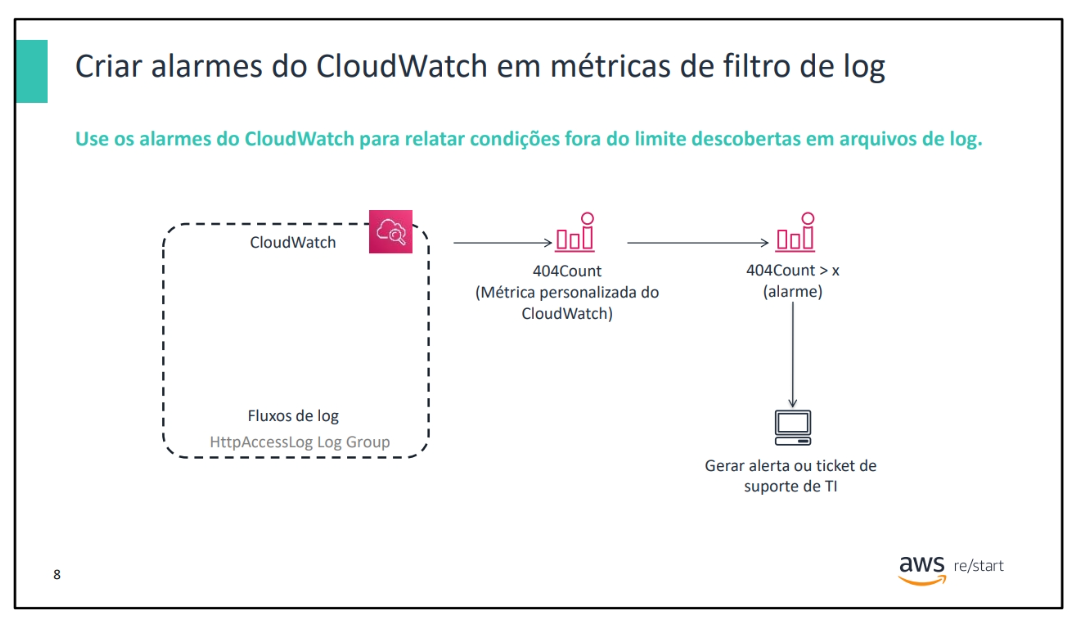 Criar alarmes do CloudWatch em métricas de filtro de log
Use os alarmes do CloudWatch para relatar condições fora do limite descobertas em arquivos de log.
CloudWatch
Fluxos de log
HttpAccessLog Log Group
404Count
(Métrica personalizada do
CloudWatch)
404Count > x
(alarme)
Gerar alerta ou ticket de
suporte de TI
8
aws re/start